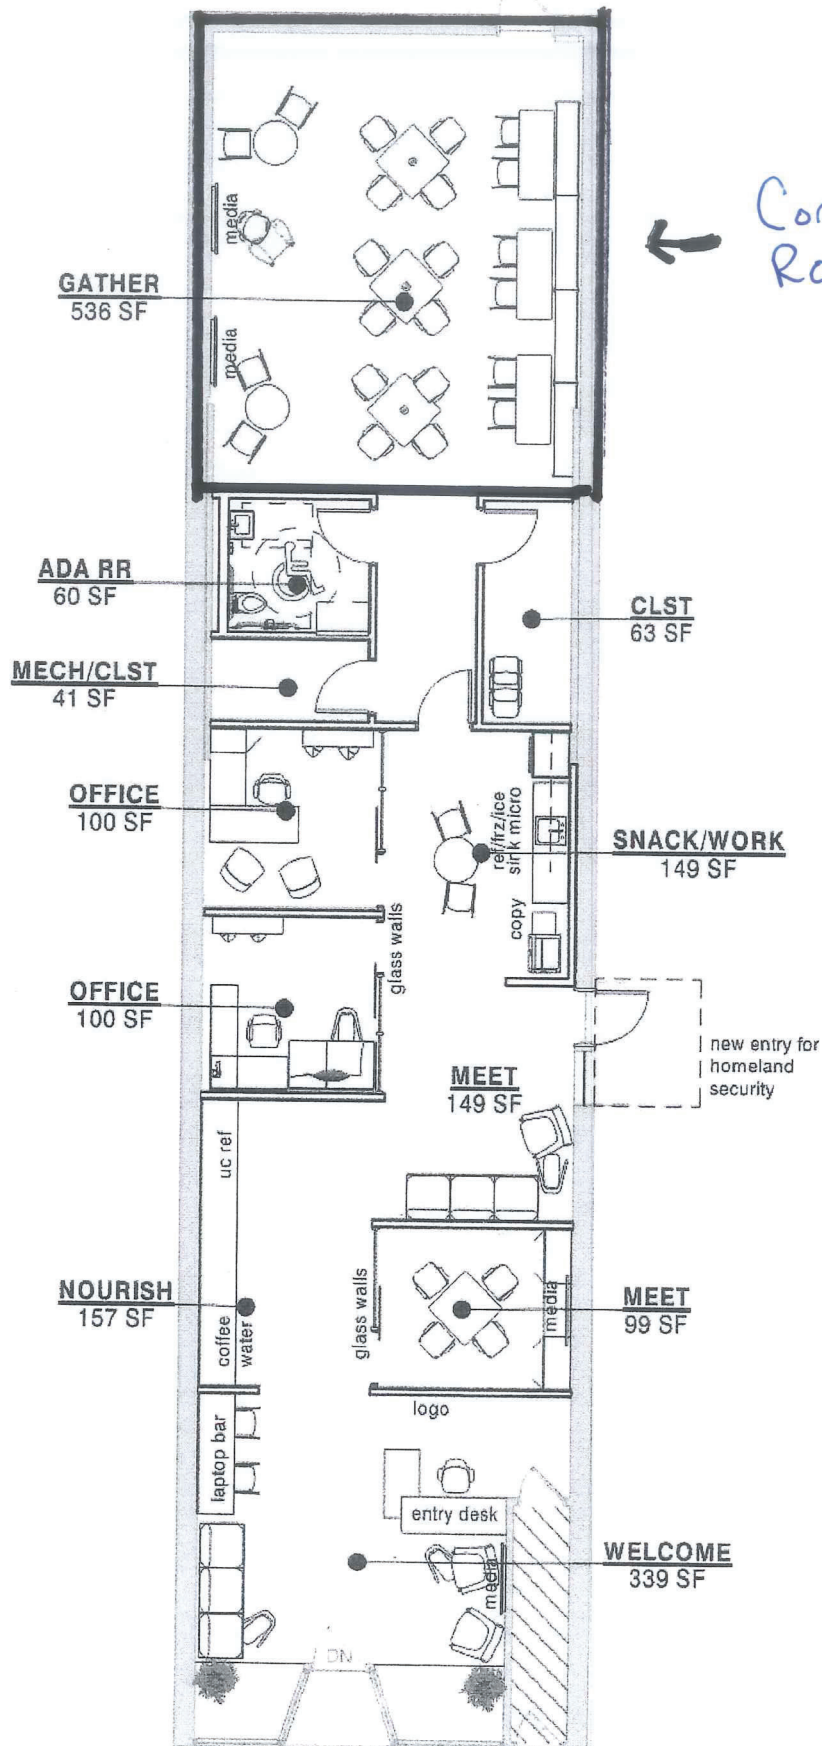 media
GATHER
536 SF
media
ADA RR
60 SF
CLST
63 SF
MECH/CLST
41 SF
OFFICE
100 SF
ref/frz/ice
sink micro
SNACK/WORK
149 SF
copy
glass walls
OFFICE
100 SF
new entry for
homeland
security
MEET
149 SF
uc ref
NOURISH
157 SF
coffee
water
glass walls
media
MEET
99 SF
logo
laptop bar
entry desk
WELCOME
339 SF
media
DN